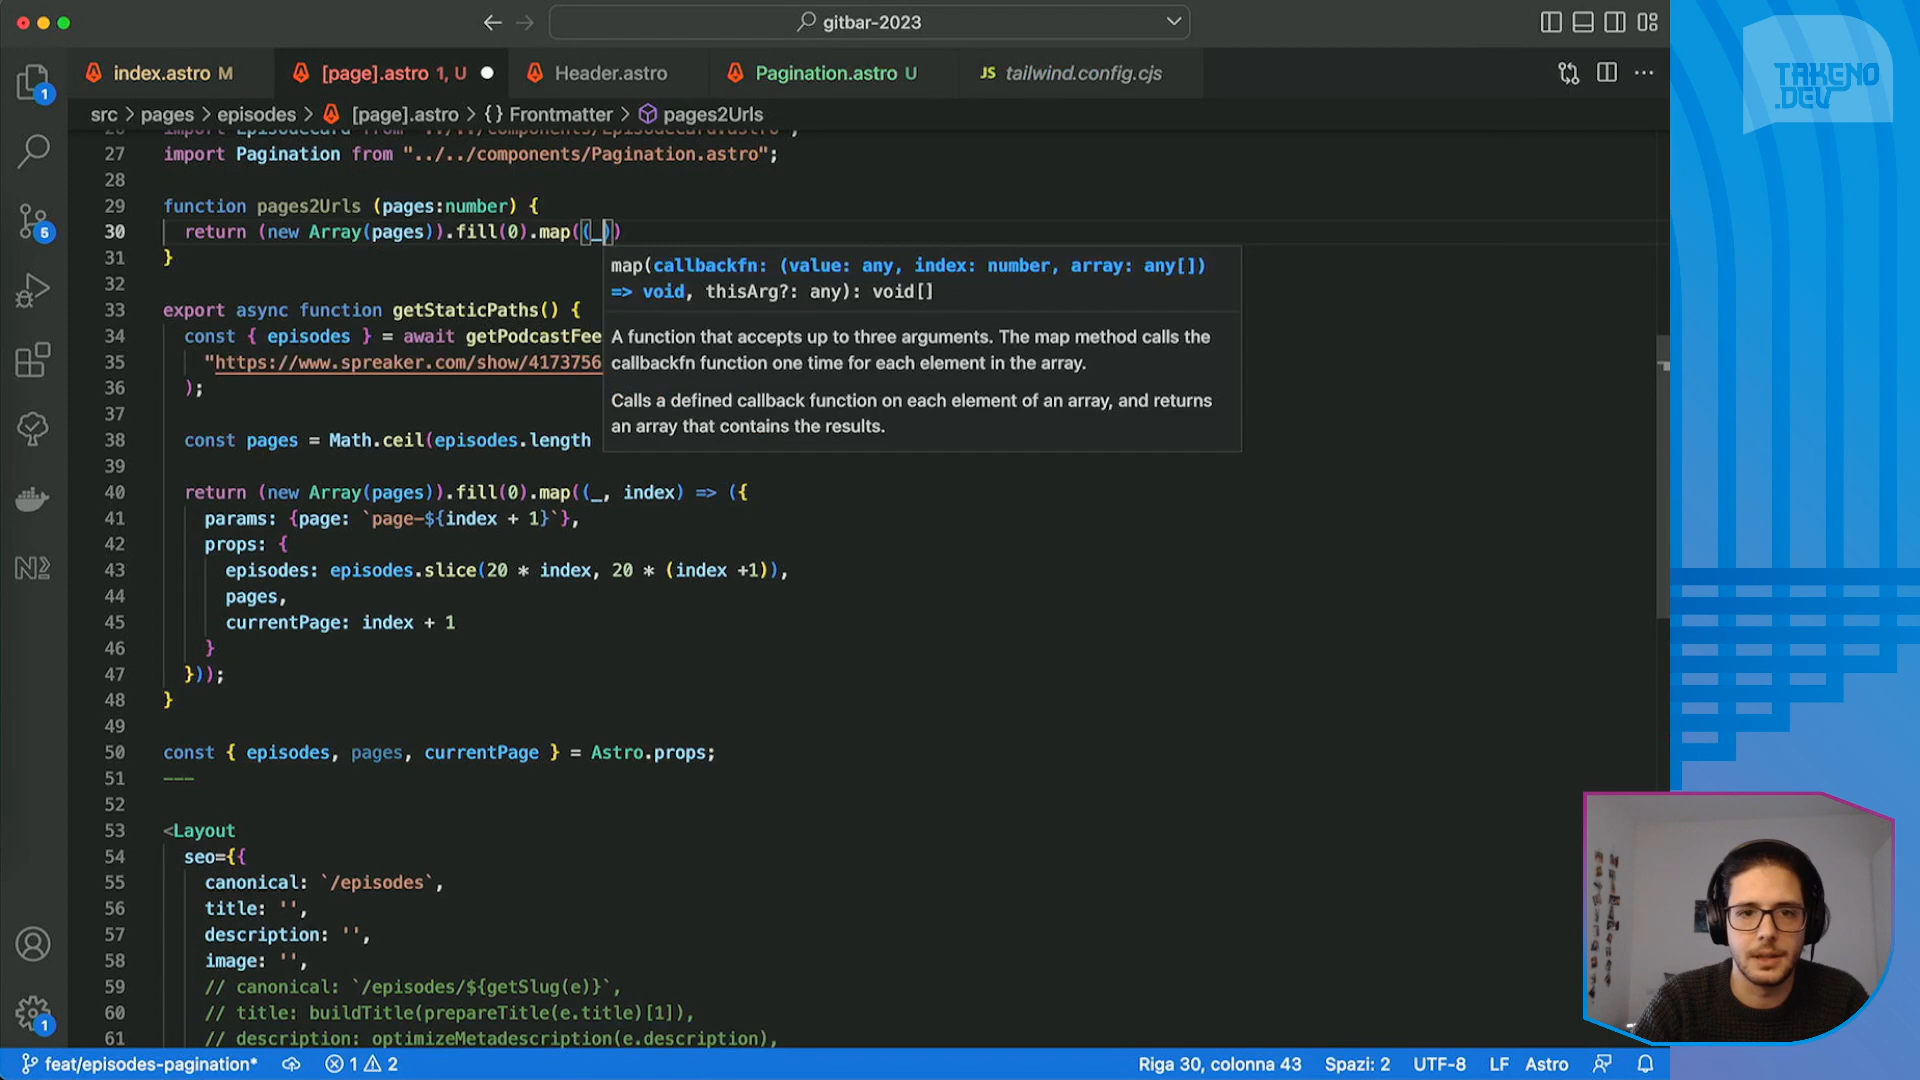 gitbar-2023
index.astro M
[page].astro 1, U
Header.astro
Pagination.astro U
JS tailwind.config.cjs
TAKENO
.DEV
src > pages > episodes > [page].astro > {} Frontmatter > pages2Urls
26 import EpisodeCard from "../../components/EpisodeCard.astro";
27 import Pagination from "../../components/Pagination.astro";
28
29 function pages2Urls (pages:number) {
30 return (new Array(pages)).fill(0).map((_))
31 }
32
33 export async function getStaticPaths() {
34 const { episodes } = await getPodcastFee
35 "https://www.spreaker.com/show/4173756
36 );
37
38 const pages = Math.ceil(episodes.length
39
40 return (new Array(pages)).fill(0).map((_, index) => ({
41 params: {page: `page-${index + 1}`},
42 props: {
43 episodes: episodes.slice(20 * index, 20 * (index +1)),
44 pages,
45 currentPage: index + 1
46 }
47 }));
48 }
49
50 const { episodes, pages, currentPage } = Astro.props;
51 ---
52
53 <Layout
54 seo={{
55 canonical: `/episodes`,
56 title: '',
57 description: '',
58 image: '',
59 // canonical: `/episodes/${getSlug(e)}`,
60 // title: buildTitle(prepareTitle(e.title)[1]),
61 // description: optimizeMetadescription(e.description),
map(callbackfn: (value: any, index: number, array: any[])
=> void, thisArg?: any): void[]
A function that accepts up to three arguments. The map method calls the
callbackfn function one time for each element in the array.
Calls a defined callback function on each element of an array, and returns
an array that contains the results.
1
5
1
feat/episodes-pagination*
1 2
Riga 30, colonna 43
Spazi: 2
UTF-8
LF
Astro